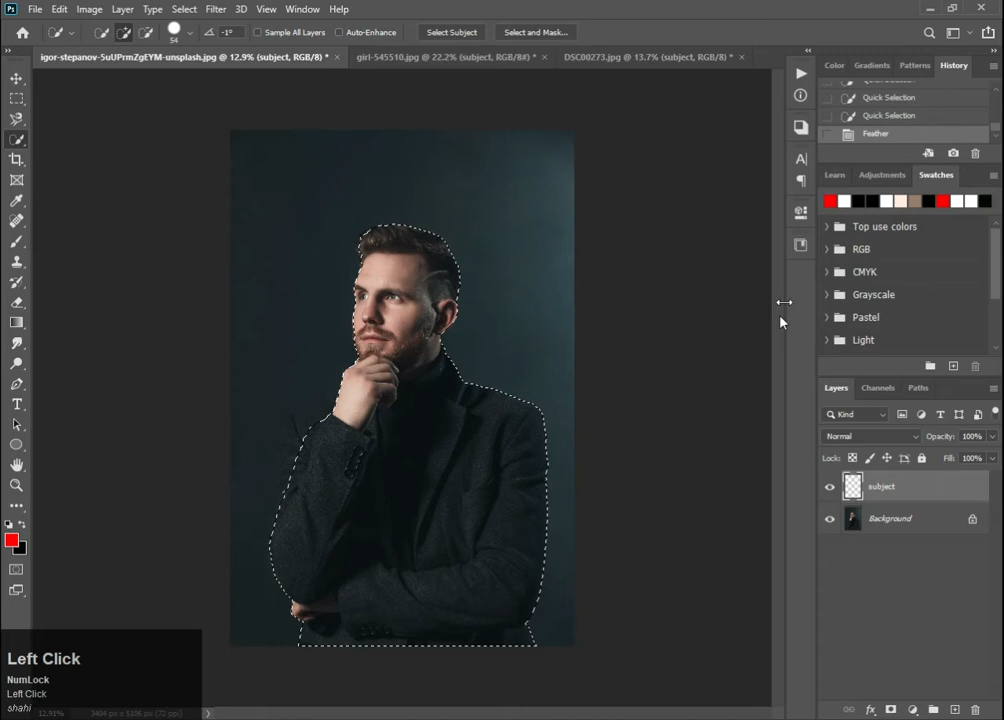 Ps File Edit Image Layer Type Select Filter 3D View Window Help
54 -1° Sample All Layers Auto-Enhance Select Subject Select and Mask...
igor-stepanov-5uUPrmZgEYM-unsplash.jpg @ 12.9% (subject, RGB/8) * × girl-545510.jpg @ 22.2% (subject, RGB/8#) * × DSC00273.jpg @ 13.7% (subject, RGB/8) * ×
Color Gradients Patterns History
Quick Selection
Quick Selection
Feather
Learn Adjustments Swatches
Top use colors
RGB
CMYK
Grayscale
Pastel
Light
Layers Channels Paths
Kind
Normal Opacity: 100%
Lock: Fill: 100%
subject
Background
Left Click
NumLock
Left Click
shahi
12.91% 3404 px x 5106 px (72 ppi)